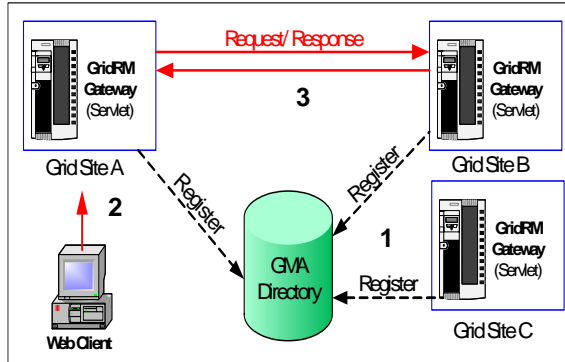 Request/ Response
GridRM
Gateway
(Servlet)
3
GridRM
Gateway
(Servlet)
Grid Site A
Grid Site B
Register
Register
2
1
GMA
Directory
Register
GridRM
Gateway
(Servlet)
Web Client
Grid Site C